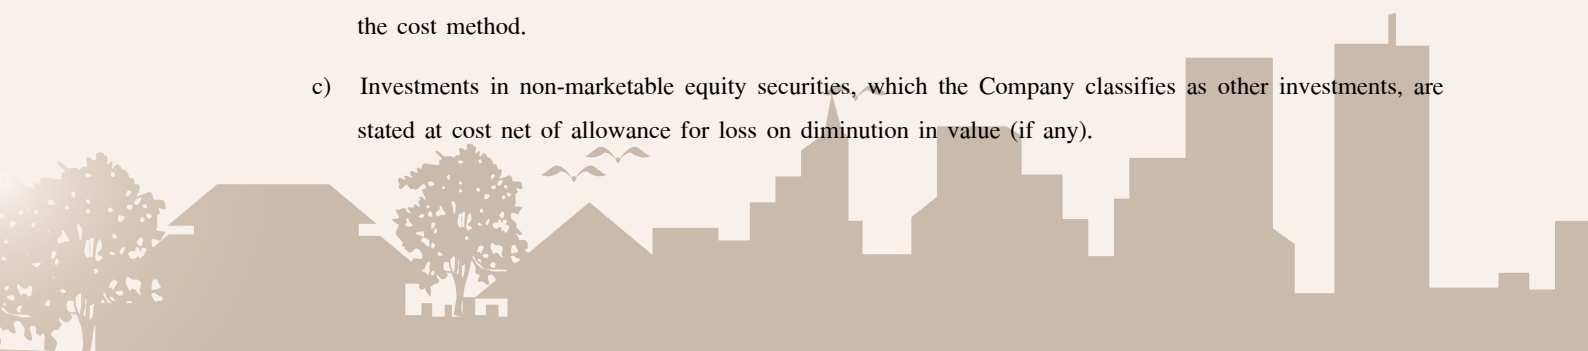 the cost method.
c) Investments in non-marketable equity securities, which the Company classifies as other investments, are
stated at cost net of allowance for loss on diminution in value (if any).